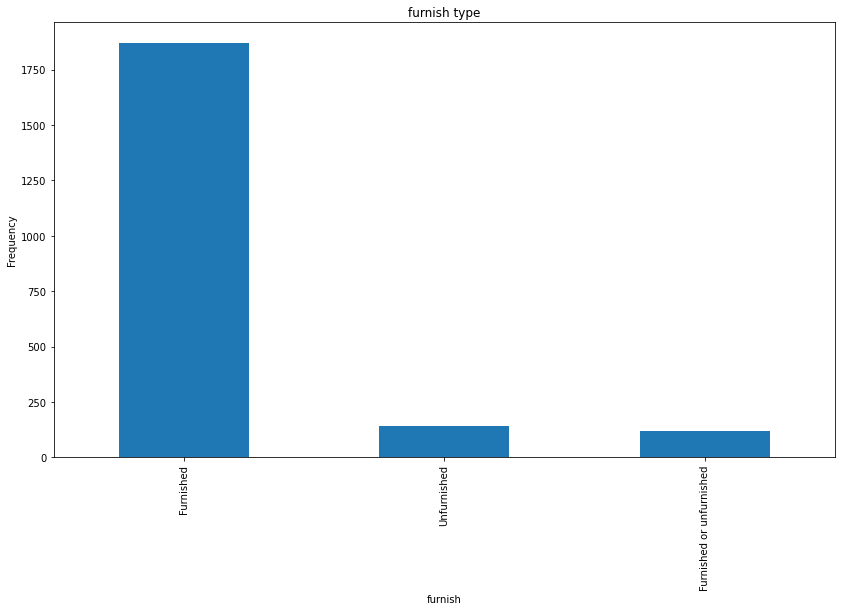 furnish type
1750
1500
1250
1000
750
500
250
0
Frequency
Furnished
Unfurnished
Furnished or unfurnished
furnish